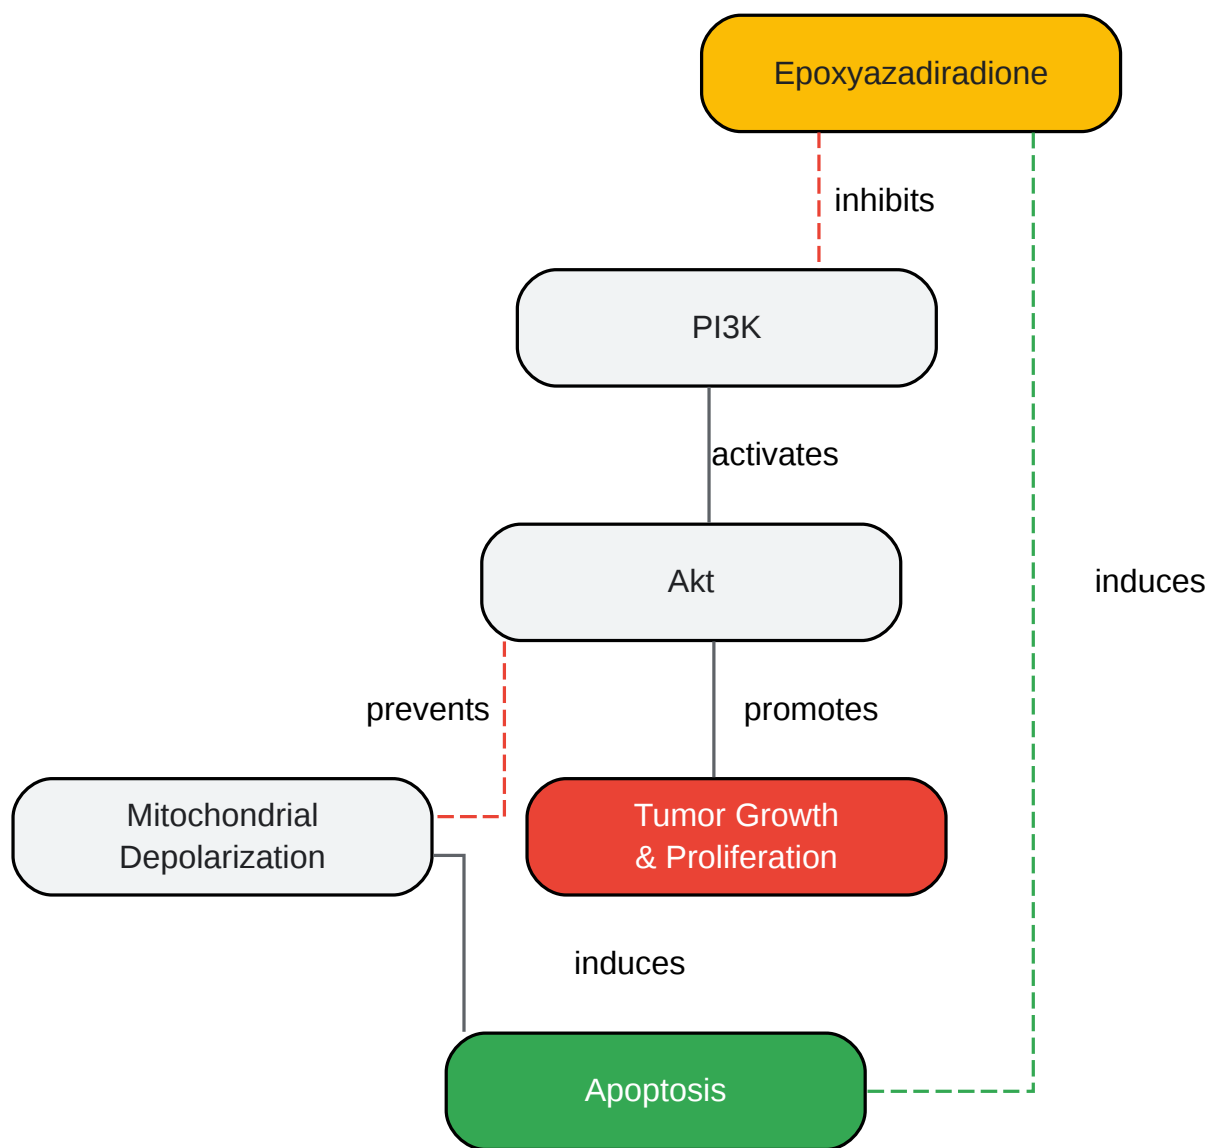 Epoxyazadiradione
inhibits
PI3K
activates
Akt
induces
prevents
promotes
Mitochondrial
Depolarization
Tumor Growth
& Proliferation
induces
Apoptosis